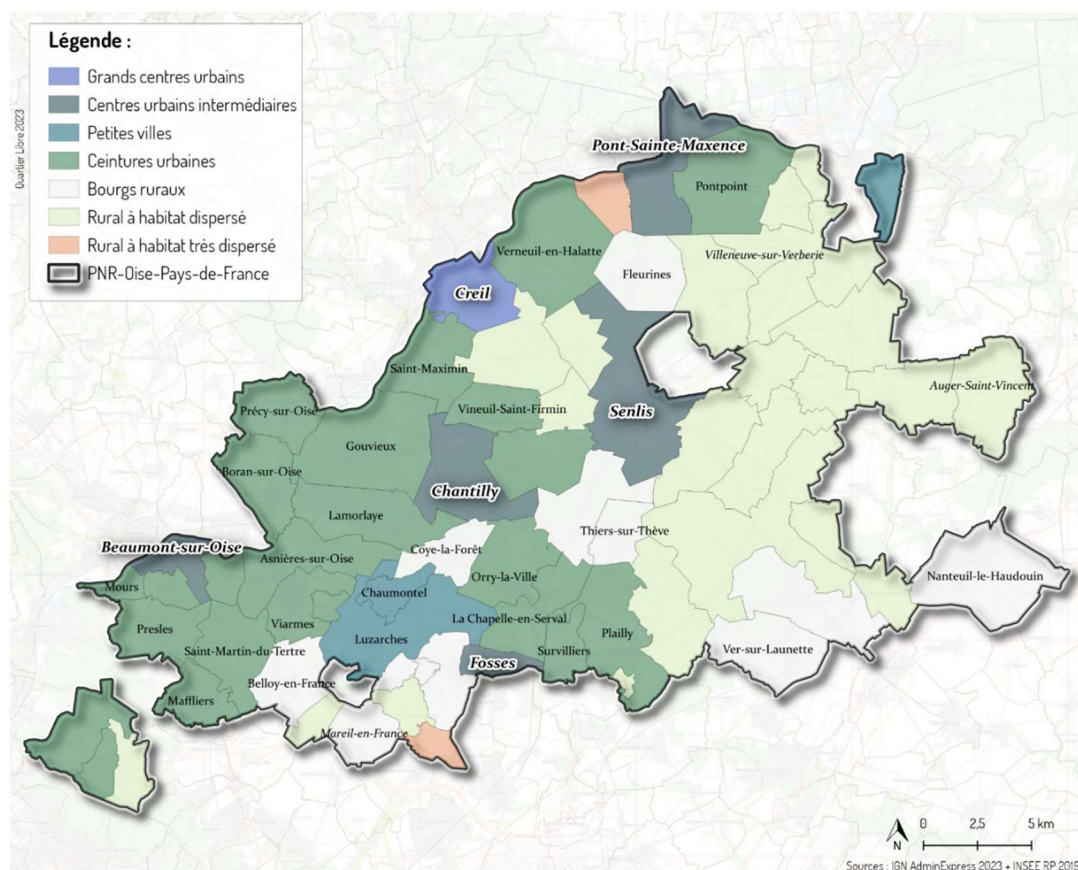 Légende :
Grands centres urbains
Centres urbains intermédiaires
Petites villes
Ceintures urbaines
Bourgs ruraux
Rural à habitat dispersé
Rural à habitat très dispersé
PNR-Oise-Pays-de-France
Quartier Libre 2023
Pont-Sainte-Maxence
Pontpoint
Verneuil-en-Halatte
Villeneuve-sur-Verberie
Fleurines
Creil
Saint-Maximin
Auger-Saint-Vincent
Précy-sur-Oise
Vineuil-Saint-Firmin
Senlis
Gouvieux
Boran-sur-Oise
Chantilly
Lamorlaye
Thiers-sur-Thève
Beaumont-sur-Oise
Coye-la-Forêt
Asnières-sur-Oise
Nanteuil-le-Haudouin
Orry-la-Ville
Mours
Chaumontel
La Chapelle-en-Serval
Presles
Viarmes
Plailly
Luzarches
Saint-Martin-du-Tertre
Survilliers
Ver-sur-Launette
Fosses
Belloy-en-France
Maffliers
Mareil-en-France
0 2,5 5 km
N
Sources : IGN AdminExpress 2023 + INSEE RP 2019